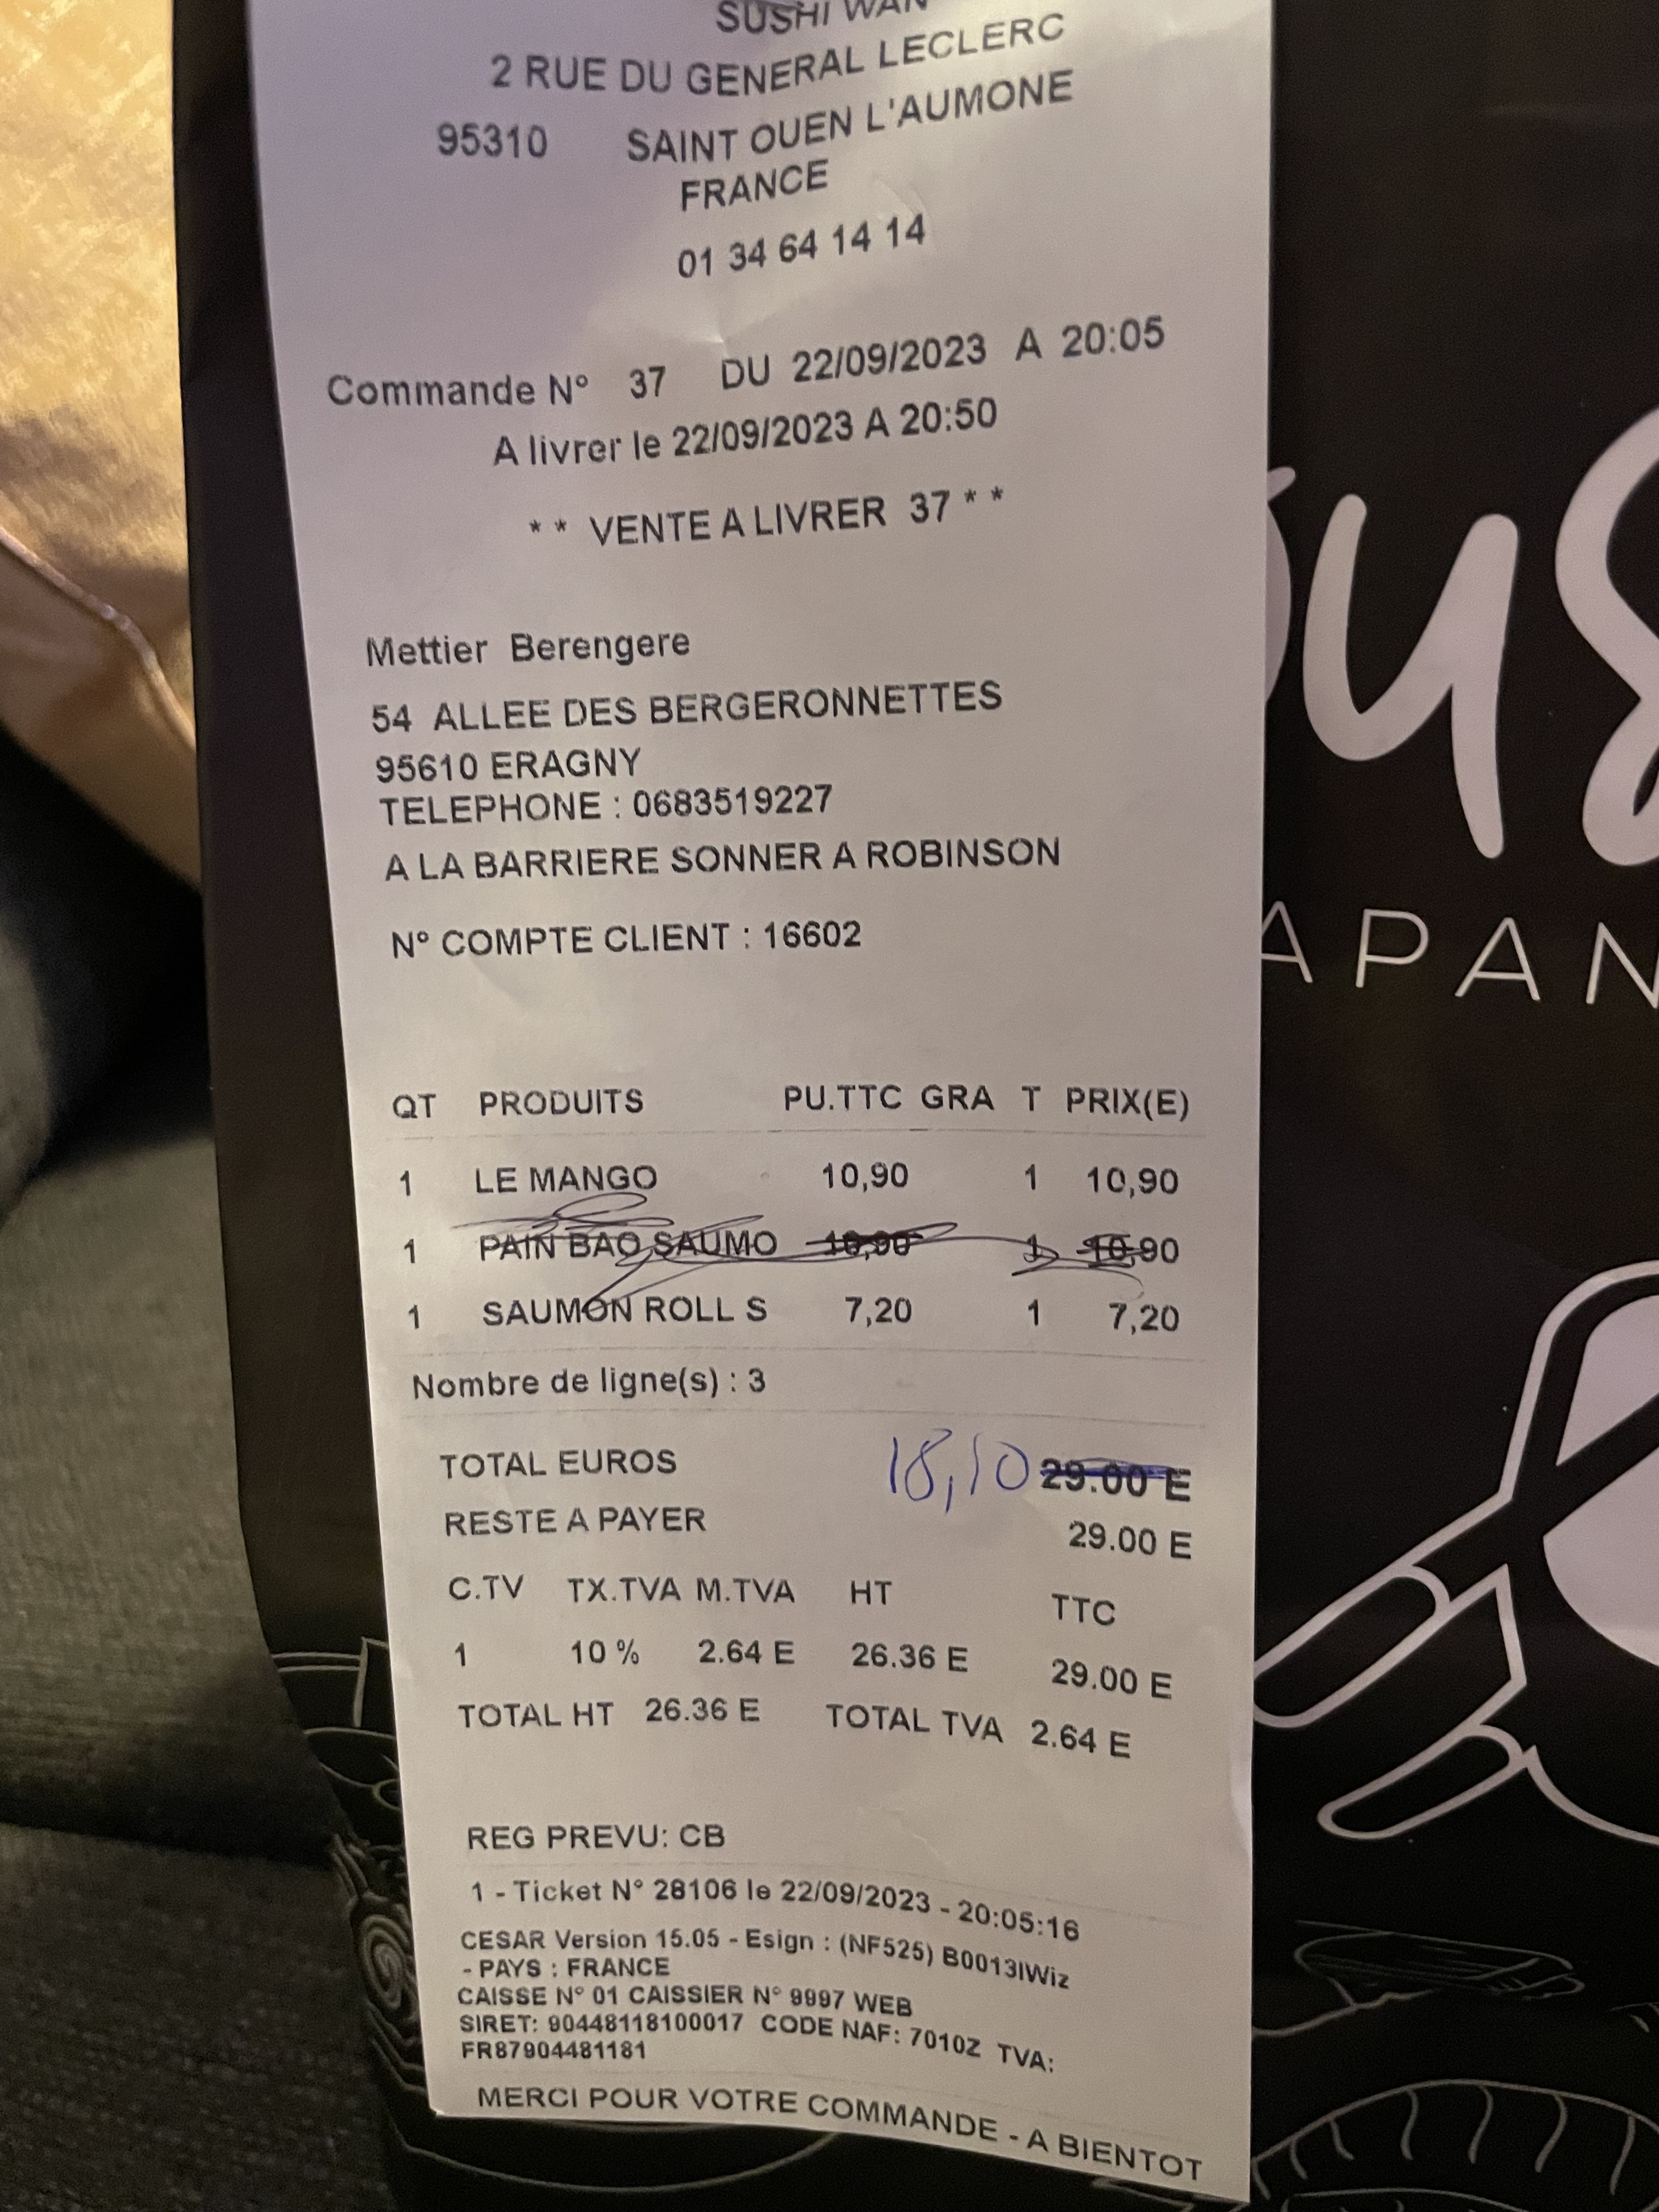 SUSHI WAN
2 RUE DU GENERAL LECLERC
95310 SAINT OUEN L'AUMONE
FRANCE
01 34 64 14 14
Commande N° 37 DU 22/09/2023 A 20:05
A livrer le 22/09/2023 A 20:50
** VENTE A LIVRER 37 **
Mettier Berengere
54 ALLEE DES BERGERONNETTES
95610 ERAGNY
TELEPHONE : 0683519227
A LA BARRIERE SONNER A ROBINSON
N° COMPTE CLIENT : 16602
QT PRODUITS PU.TTC GRA T PRIX(E)
1 LE MANGO 10,90 1 10,90
1 PAIN BAO SAUMO 10,90 1 10,90
1 SAUMON ROLL S 7,20 1 7,20
Nombre de ligne(s) : 3
TOTAL EUROS 18,10 29.00 E
RESTE A PAYER 29.00 E
C.TV TX.TVA M.TVA HT TTC
1 10 % 2.64 E 26.36 E 29.00 E
TOTAL HT 26.36 E TOTAL TVA 2.64 E
REG PREVU: CB
1 - Ticket N° 28106 le 22/09/2023 - 20:05:16
CESAR Version 15.05 - Esign : (NF525) B0013IWiz
- PAYS : FRANCE
CAISSE N° 01 CAISSIER N° 9997 WEB
SIRET: 90448118100017 CODE NAF: 7010Z TVA:
FR87904481181
MERCI POUR VOTRE COMMANDE - A BIENTOT